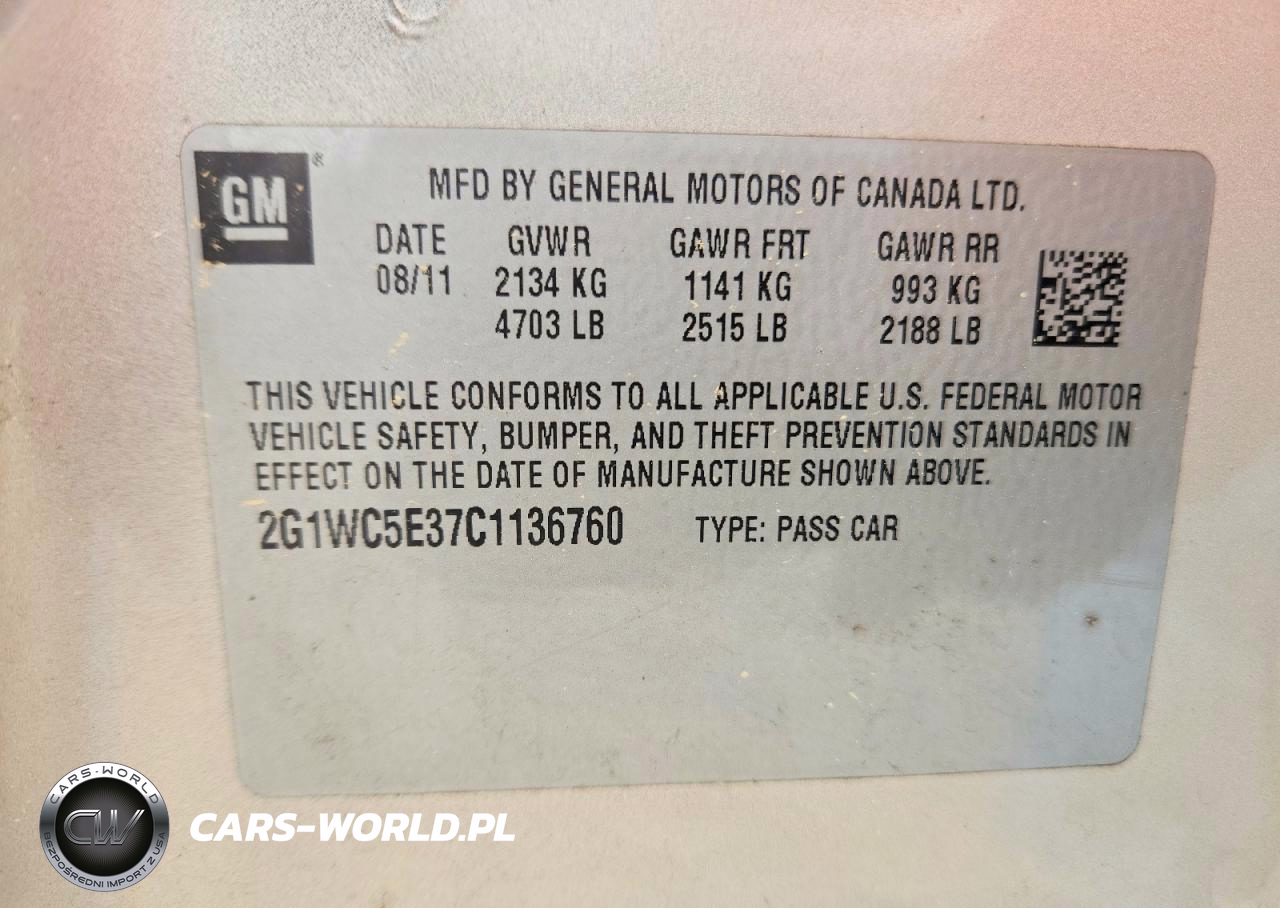 GM ®
MFD BY GENERAL MOTORS OF CANADA LTD.
DATE GVWR GAWR FRT GAWR RR
08/11 2134 KG 1141 KG 993 KG
4703 LB 2515 LB 2188 LB
THIS VEHICLE CONFORMS TO ALL APPLICABLE U.S. FEDERAL MOTOR
VEHICLE SAFETY, BUMPER, AND THEFT PREVENTION STANDARDS IN
EFFECT ON THE DATE OF MANUFACTURE SHOWN ABOVE.
2G1WC5E37C1136760 TYPE: PASS CAR
CARS-WORLD
CW
BEZPOŚREDNI IMPORT Z USA
CARS-WORLD.PL